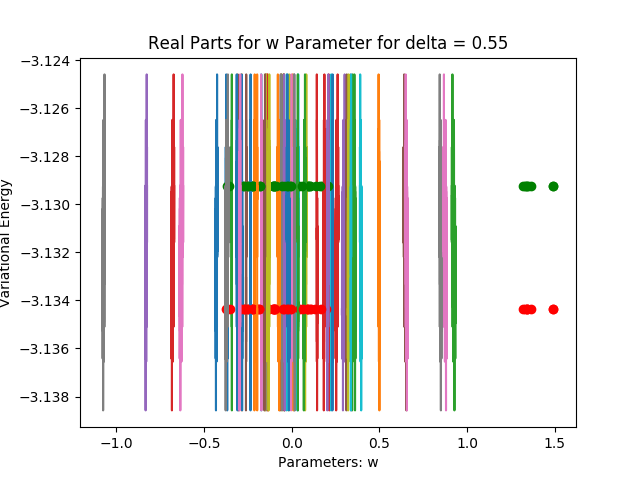 Real Parts for w Parameter for delta = 0.55
−3.124
−3.126
−3.128
−3.130
−3.132
−3.134
−3.136
−3.138
Variational Energy
−1.0 −0.5 0.0 0.5 1.0 1.5
Parameters: w